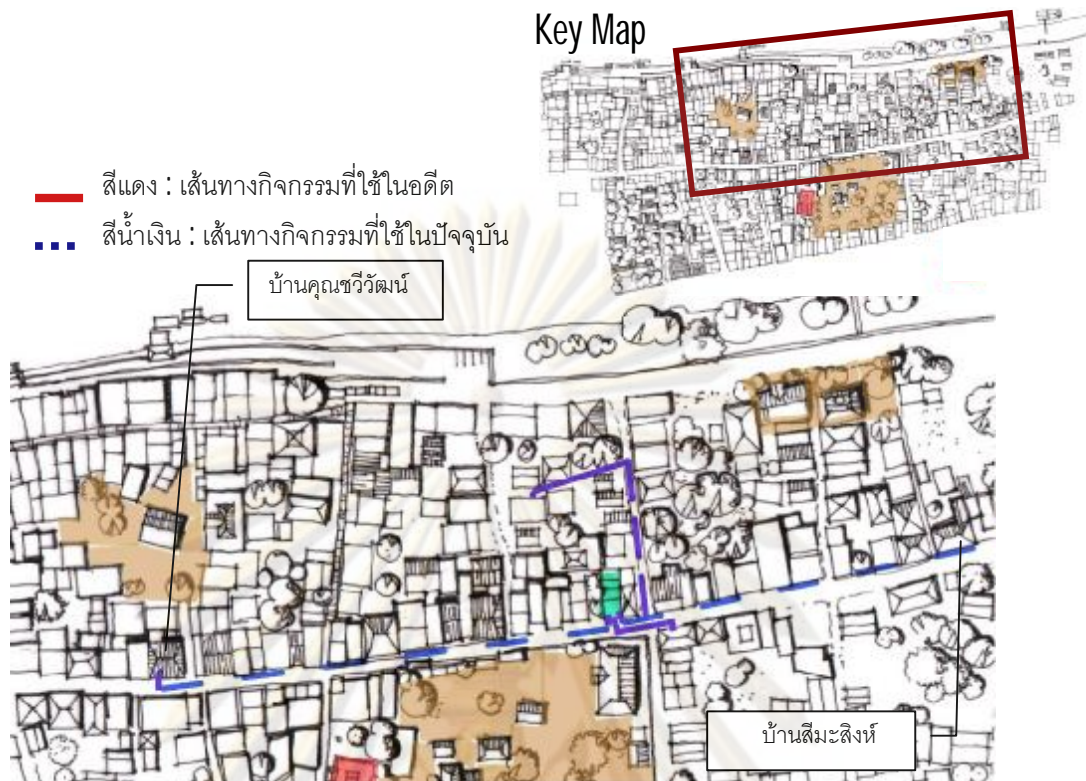 Key Map
สีแดง : เส้นทางกิจกรรมที่ใช้ในอดีต
สีน้ำเงิน : เส้นทางกิจกรรมที่ใช้ในปัจจุบัน
บ้านคุณชวีวัฒน์
บ้านสีมะสิงห์